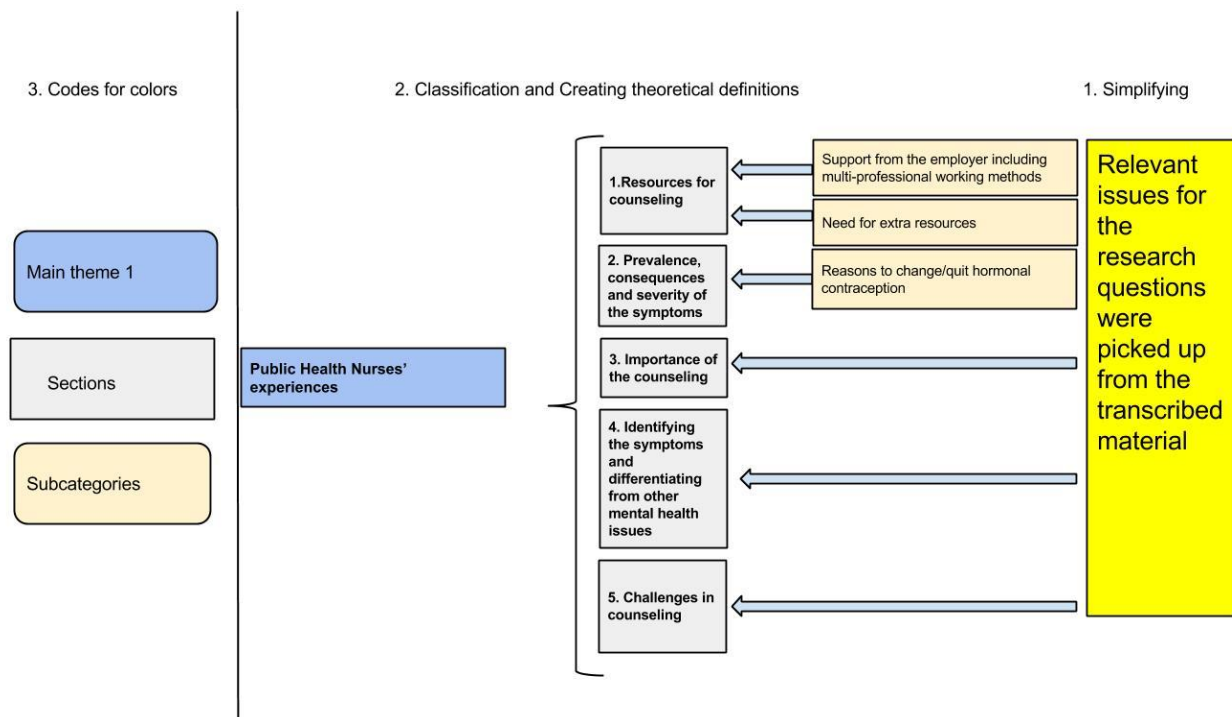 3. Codes for colors
2. Classification and Creating theoretical definitions
1. Simplifying
Main theme 1
Sections
Subcategories
Public Health Nurses’
experiences
1.Resources for
counseling
2. Prevalence,
consequences
and severity of
the symptoms
3. Importance of
the counseling
4. Identifying
the symptoms
and
differentiating
from other
mental health
issues
5. Challenges in
counseling
Support from the employer including
multi-professional working methods
Need for extra resources
Reasons to change/quit hormonal
contraception
Relevant
issues for
the
research
questions
were
picked up
from the
transcribed
material